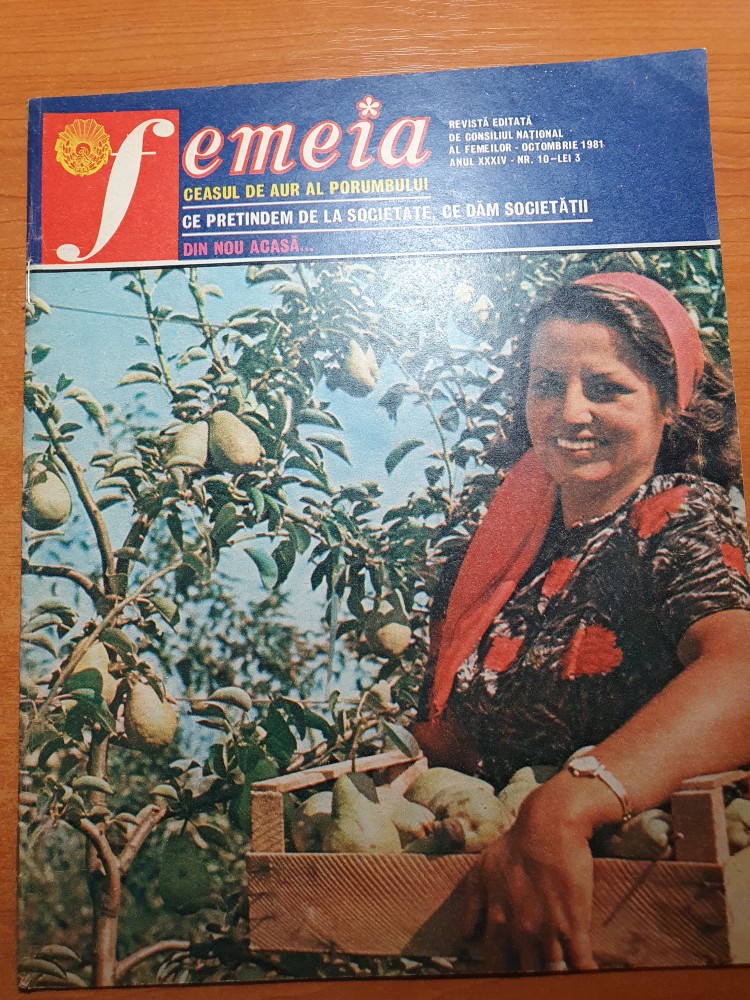 femeia
REVISTĂ EDITATĂ
DE CONSILIUL NAȚIONAL
AL FEMEILOR - OCTOMBRIE 1981
ANUL XXXIV - NR. 10-LEI 3
CEASUL DE AUR AL PORUMBULUI
CE PRETINDEM DE LA SOCIETATE, CE DĂM SOCIETĂȚII
DIN NOU ACASĂ...